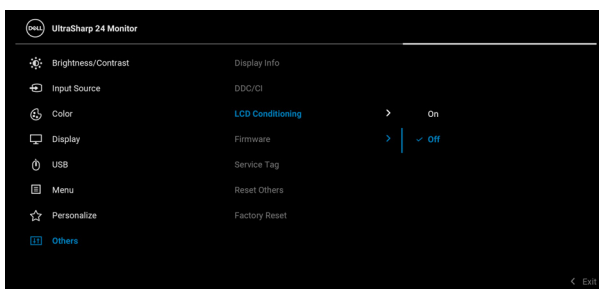 DELL UltraSharp 24 Monitor
Brightness/Contrast Display Info
Input Source DDC/CI
Color LCD Conditioning On
Display Firmware Off
USB Service Tag
Menu Reset Others
Personalize Factory Reset
Others
Exit